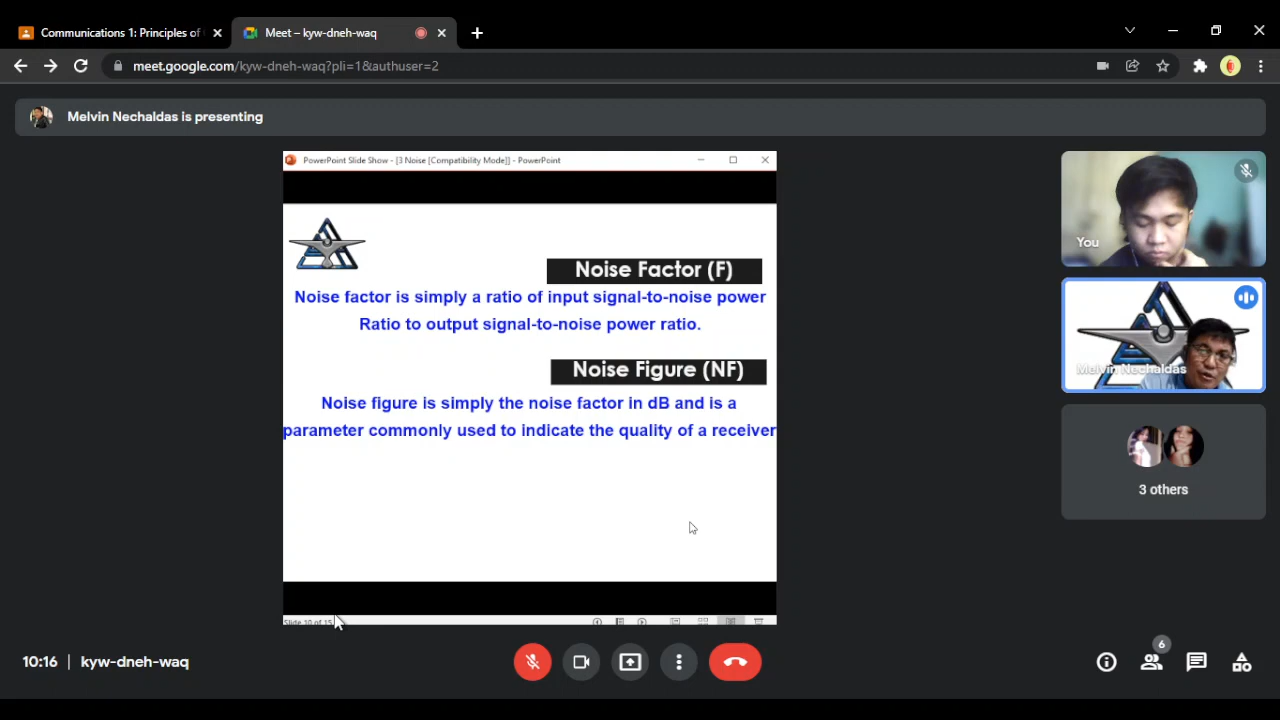 Communications 1: Principles of
Meet – kyw-dneh-waq
meet.google.com/kyw-dneh-waq?pli=1&authuser=2
Melvin Nechaldas is presenting
PowerPoint Slide Show - [3 Noise [Compatibility Mode]] - PowerPoint
Noise Factor (F)
Noise factor is simply a ratio of input signal-to-noise power
Ratio to output signal-to-noise power ratio.
Noise Figure (NF)
Noise figure is simply the noise factor in dB and is a
parameter commonly used to indicate the quality of a receiver
Slide 10 of 15
You
Melvin Nechaldas
3 others
10:16 | kyw-dneh-waq
6